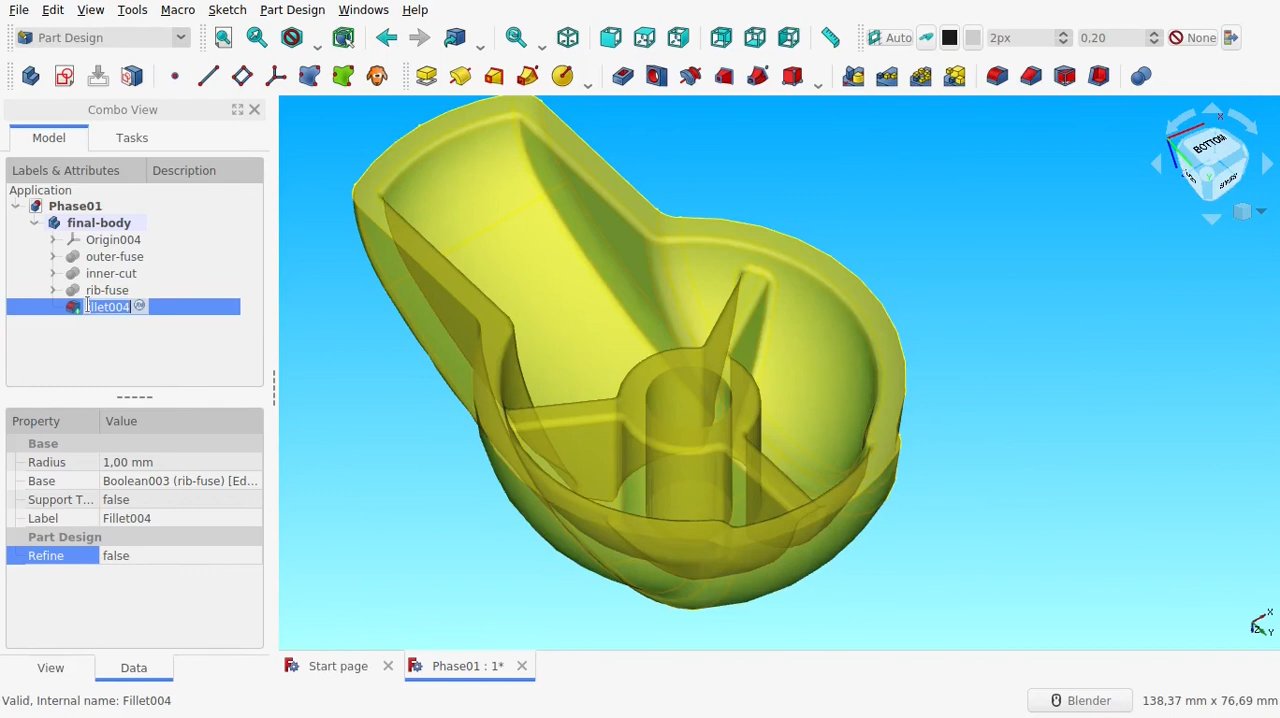 File Edit View Tools Macro Sketch Part Design Windows Help
Part Design Auto 2px 0,20 None
Combo View
Model Tasks
Labels & Attributes Description
Application
Phase01
final-body
Origin004
outer-fuse
inner-cut
rib-fuse
Fillet004
Property Value
Base
Radius 1,00 mm
Base Boolean003 (rib-fuse) [Ed...
Support T... false
Label Fillet004
Part Design
Refine false
View Data
X
BOTTOM
Y
X
Z
Y
Start page Phase01 : 1*
Valid, Internal name: Fillet004 Blender 138,37 mm x 76,69 mm